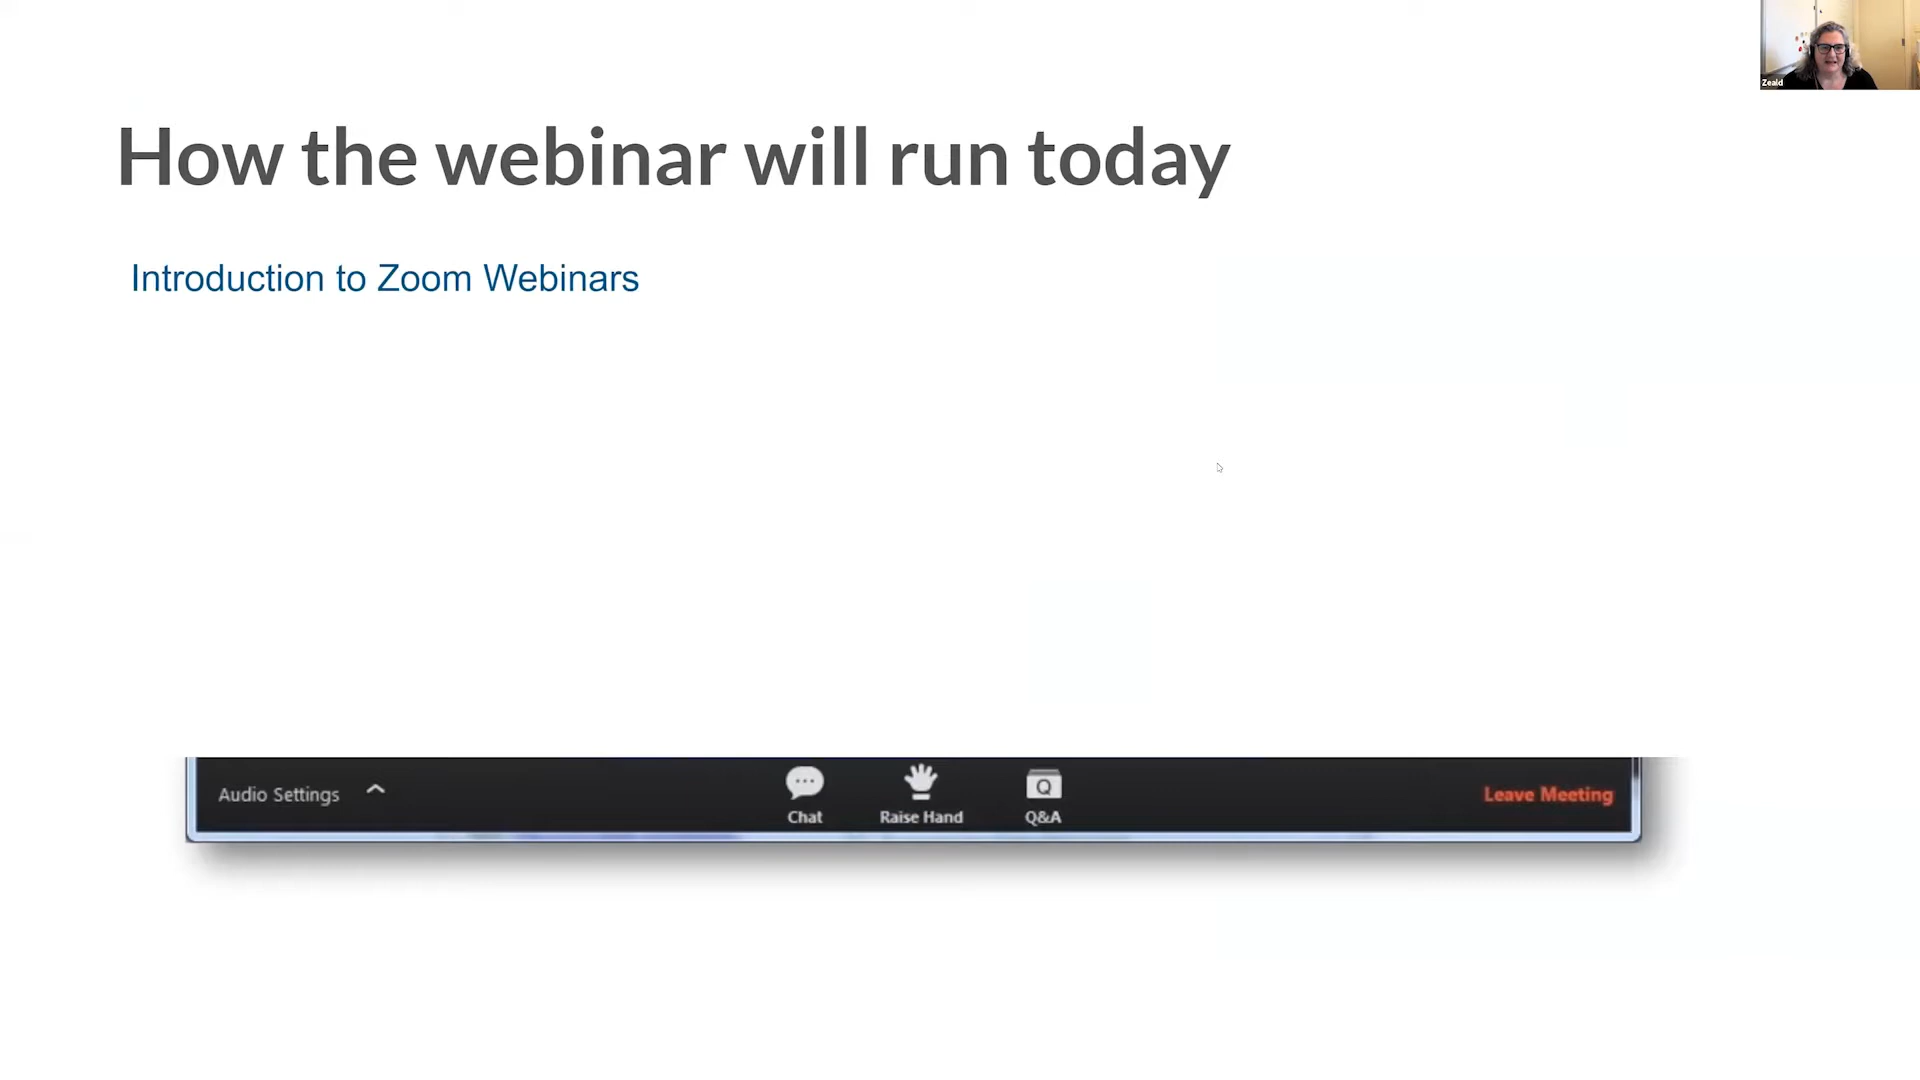 Zeald
How the webinar will run today
Introduction to Zoom Webinars
Audio Settings
Chat
Raise Hand
Q&A
Leave Meeting